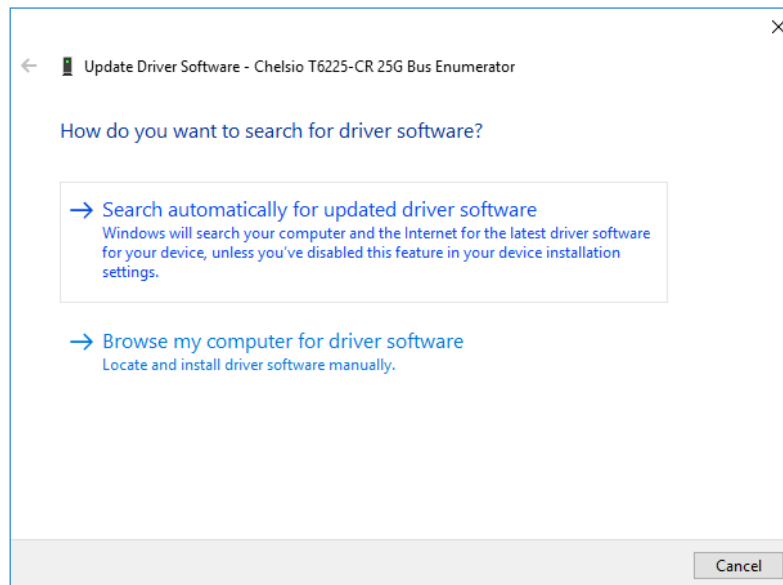 Update Driver Software - Chelsio T6225-CR 25G Bus Enumerator
How do you want to search for driver software?
Search automatically for updated driver software
Windows will search your computer and the Internet for the latest driver software
for your device, unless you've disabled this feature in your device installation
settings.
Browse my computer for driver software
Locate and install driver software manually.
Cancel